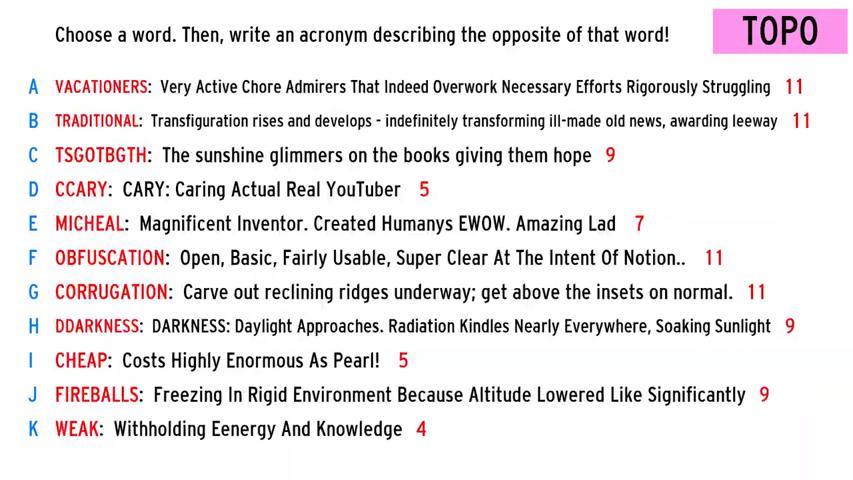 Choose a word. Then, write an acronym describing the opposite of that word!
TOPO
A VACATIONERS: Very Active Chore Admirers That Indeed Overwork Necessary Efforts Rigorously Struggling 11
B TRADITIONAL: Transfiguration rises and develops - indefinitely transforming ill-made old news, awarding leeway 11
C TSGOTBGTH: The sunshine glimmers on the books giving them hope 9
D CCARY: CARY: Caring Actual Real YouTuber 5
E MICHEAL: Magnificent Inventor. Created Humanys EWOW. Amazing Lad 7
F OBFUSCATION: Open, Basic, Fairly Usable, Super Clear At The Intent Of Notion.. 11
G CORRUGATION: Carve out reclining ridges underway; get above the insets on normal. 11
H DDARKNESS: DARKNESS: Daylight Approaches. Radiation Kindles Nearly Everywhere, Soaking Sunlight 9
I CHEAP: Costs Highly Enormous As Pearl! 5
J FIREBALLS: Freezing In Rigid Environment Because Altitude Lowered Like Significantly 9
K WEAK: Withholding Eenergy And Knowledge 4